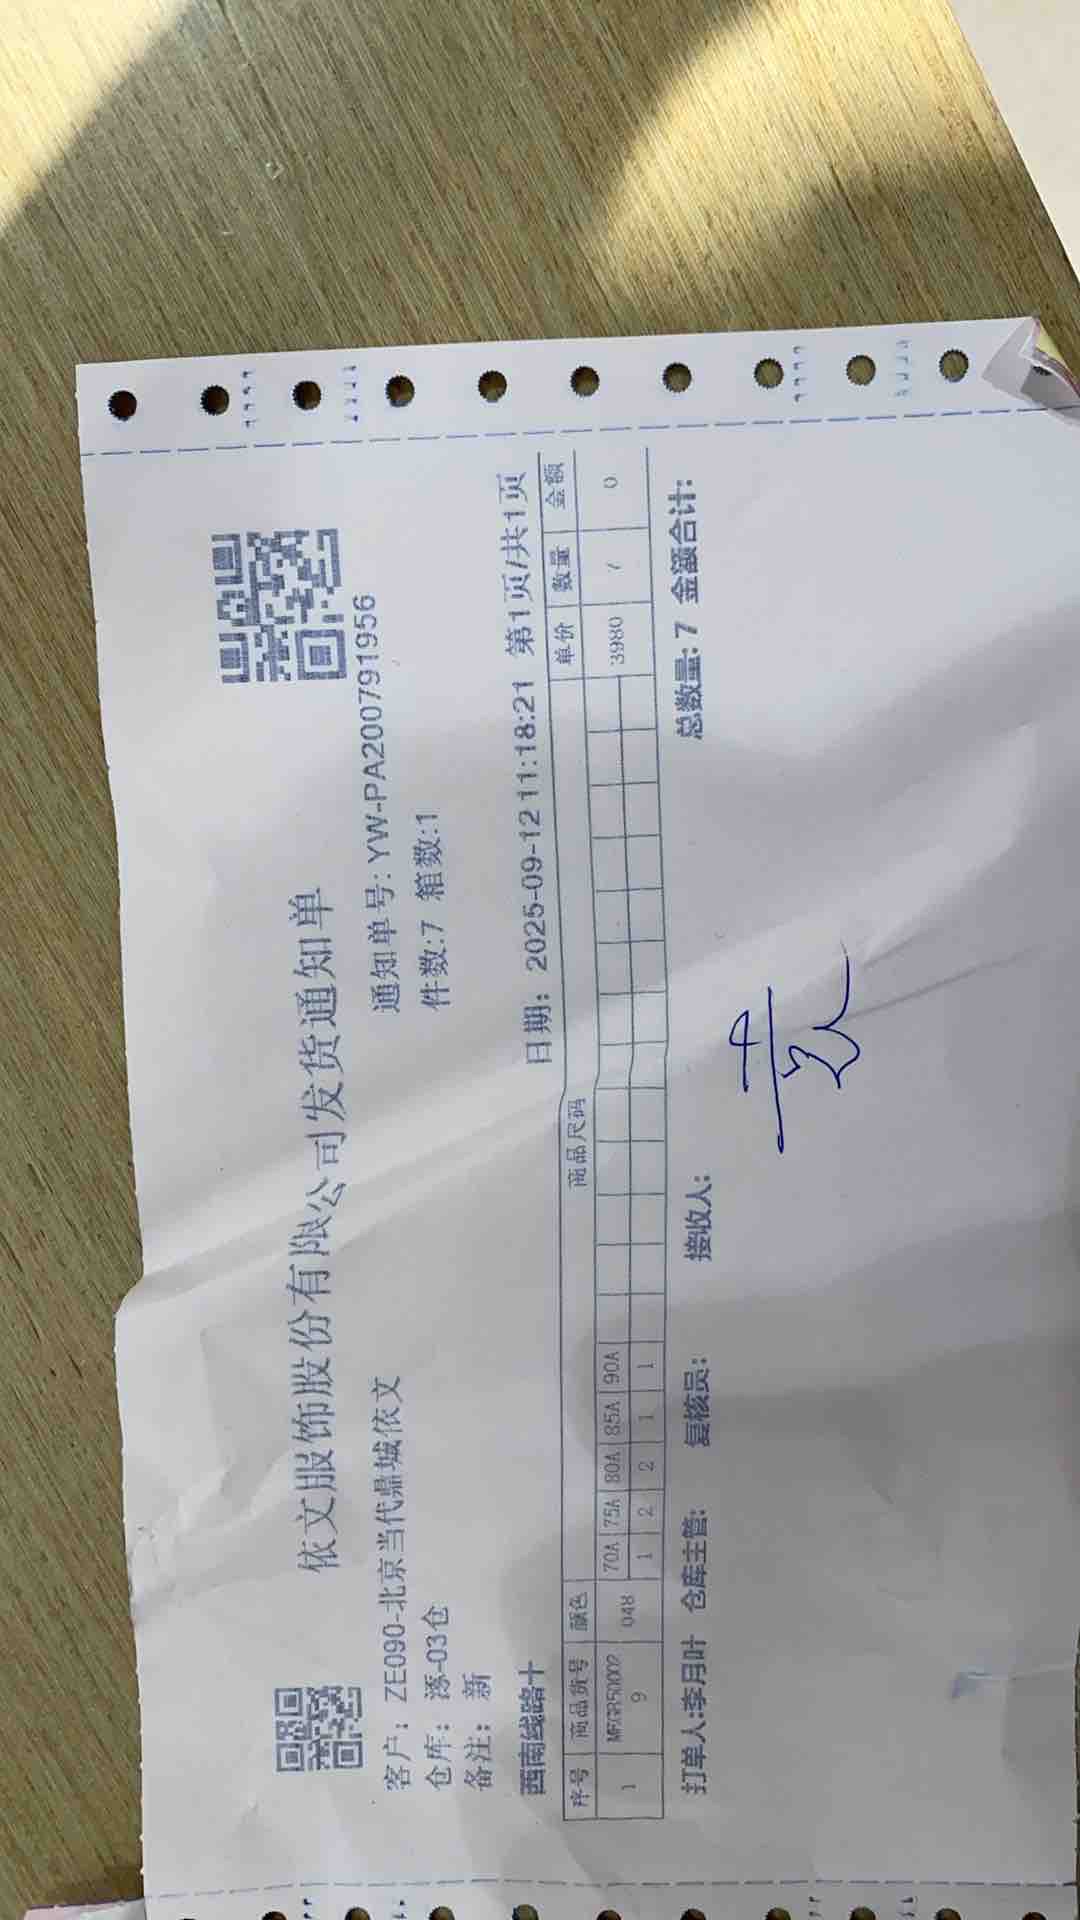 依文服饰股份有限公司发货通知单
客户：ZE090-北京当代鼎城依文 通知单号：YW-PA200791956
仓库：涿-03仓 件数:7 箱数:1
备注：新
西南线路十 日期：2025-09-12 11:18:21 第1页/共1页
序号 商品货号 颜色 商品尺码 单价 数量 金额
70A 75A 80A 85A 90A
1 048 1 2 2 1 1 3980 7 0
总数量: 7 金额合计:
打单人:李月叶 仓库主管: 复核员: 接收人: